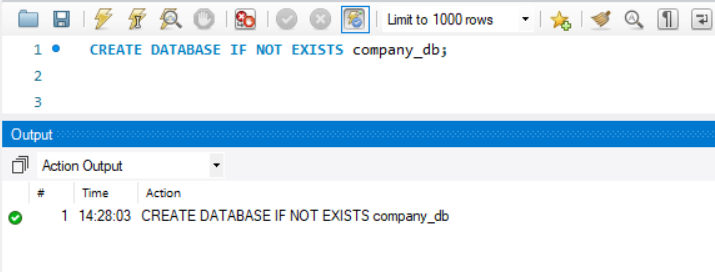 Limit to 1000 rows
1 CREATE DATABASE IF NOT EXISTS company_db;
2
3
Output
Action Output
# Time Action
1 14:28:03 CREATE DATABASE IF NOT EXISTS company_db